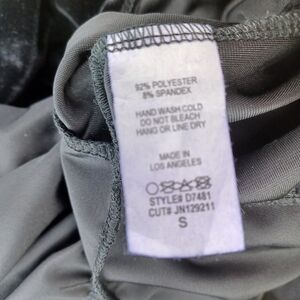 92% POLYESTER
8% SPANDEX
HAND WASH COLD
DO NOT BLEACH
HANG OR LINE DRY
MADE IN
LOS ANGELES
STYLE# D7481
CUT# JN129211
S